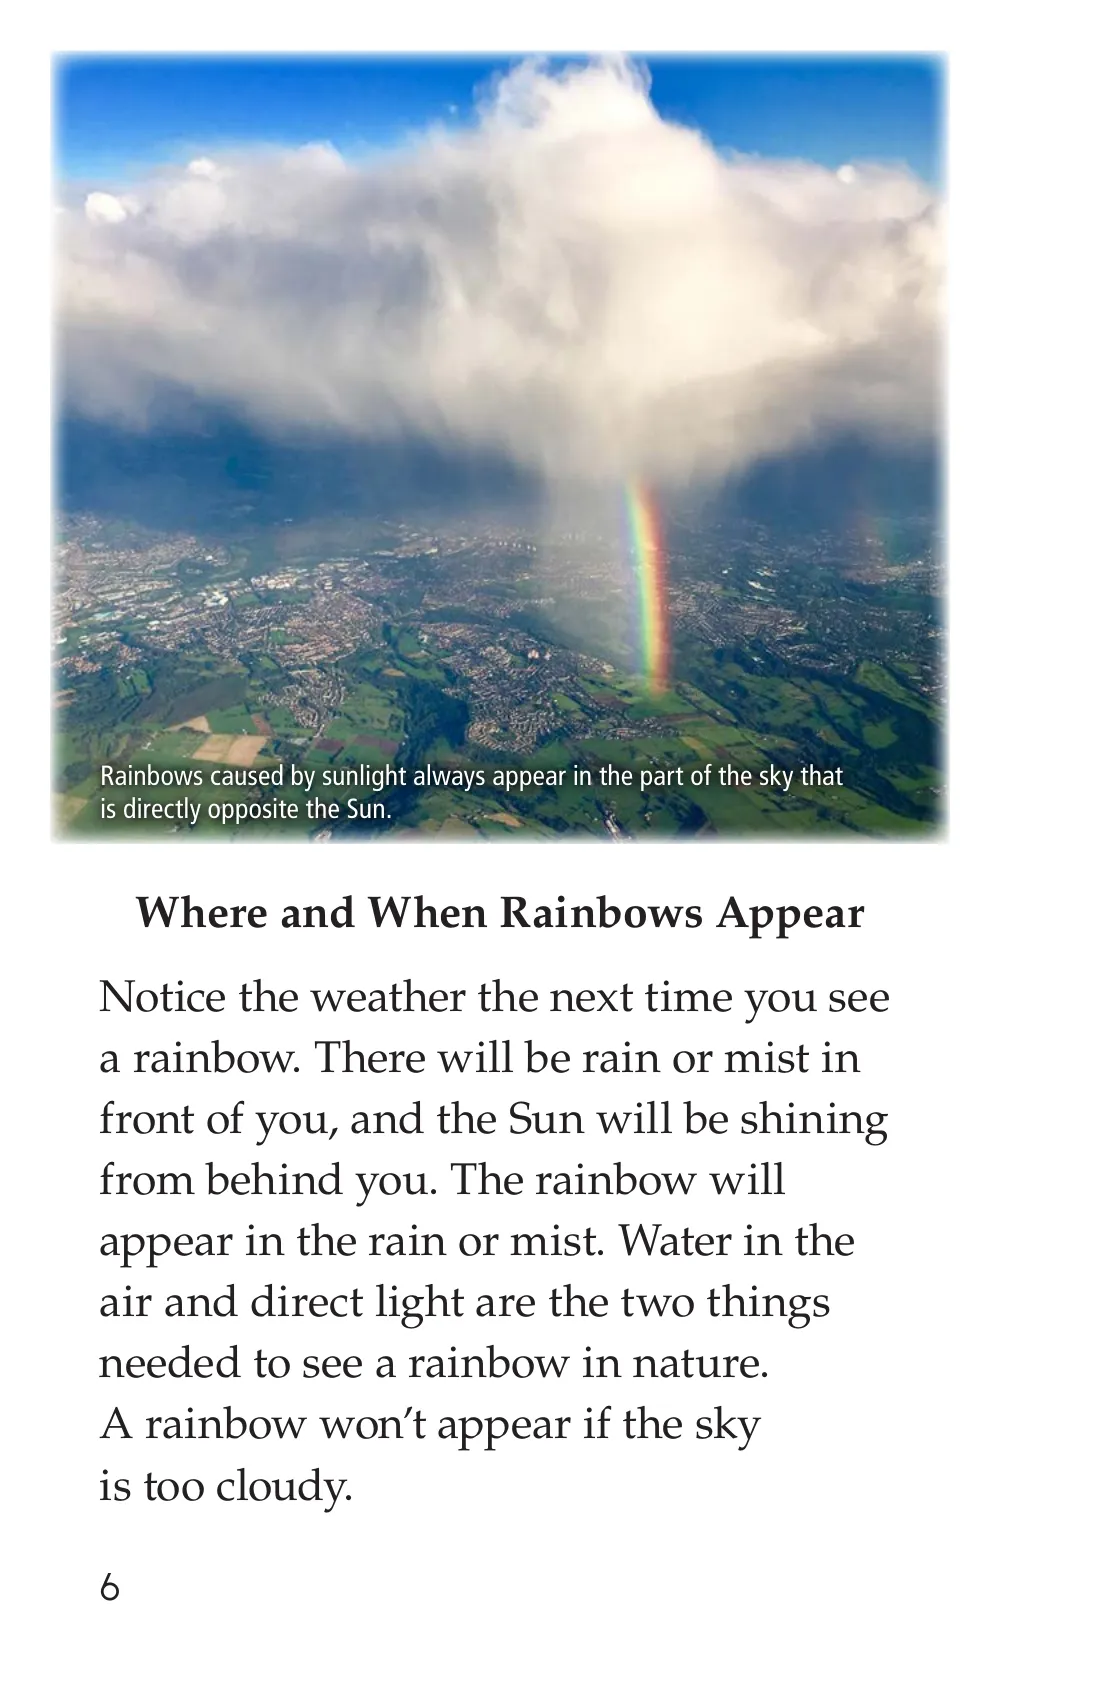 Rainbows caused by sunlight always appear in the part of the sky that
is directly opposite the Sun.
Where and When Rainbows Appear
Notice the weather the next time you see
a rainbow. There will be rain or mist in
front of you, and the Sun will be shining
from behind you. The rainbow will
appear in the rain or mist. Water in the
air and direct light are the two things
needed to see a rainbow in nature.
A rainbow won’t appear if the sky
is too cloudy.
6